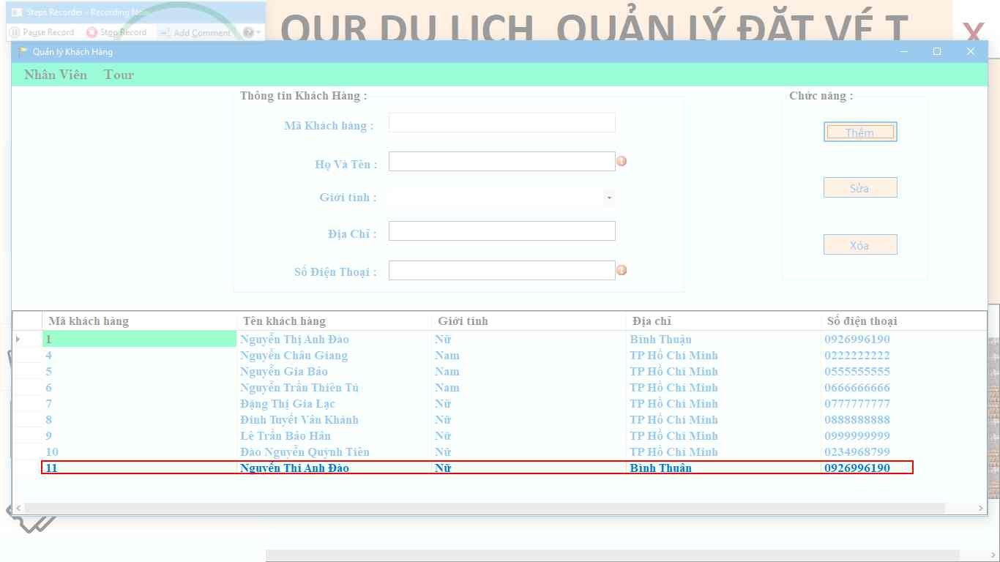 Steps Recorder - Recording Now
Pause Record Stop Record Add Comment
OUR DU LỊCH QUẢN LÝ ĐẶT VÉ T
X
Quản lý Khách Hàng
Nhân Viên Tour
Thông tin Khách Hàng :
Chức năng :
Mã Khách hàng :
Thêm
Họ Và Tên :
Sửa
Giới tính :
Địa Chỉ :
Xóa
Số Điện Thoại :
Mã khách hàng Tên khách hàng Giới tính Địa chỉ Số điện thoại
1 Nguyễn Thị Anh Đào Nữ Bình Thuận 0926996190
4 Nguyễn Châu Giang Nam TP Hồ Chí Minh 0222222222
5 Nguyễn Gia Bảo Nam TP Hồ Chí Minh 0555555555
6 Nguyễn Trần Thiên Tú Nam TP Hồ Chí Minh 0666666666
7 Đặng Thị Gia Lạc Nữ TP Hồ Chí Minh 0777777777
8 Đinh Tuyết Vân Khánh Nữ TP Hồ Chí Minh 0888888888
9 Lê Trần Bảo Hân Nữ TP Hồ Chí Minh 0999999999
10 Đào Nguyễn Quỳnh Tiên Nữ TP Hồ Chí Minh 0234968799
11 Nguyễn Thị Anh Đào Nữ Bình Thuận 0926996190